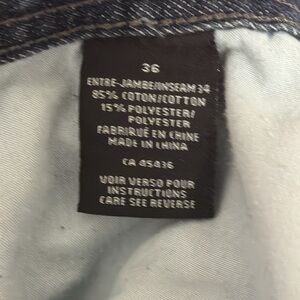 36
ENTRE-JAMBE/INSEAM 34
85% COTON/COTTON
15% POLYESTER/
POLYESTER
FABRIQUÉ EN CHINE
MADE IN CHINA
CA 45436
VOIR VERSO POUR
INSTRUCTIONS
CARE SEE REVERSE